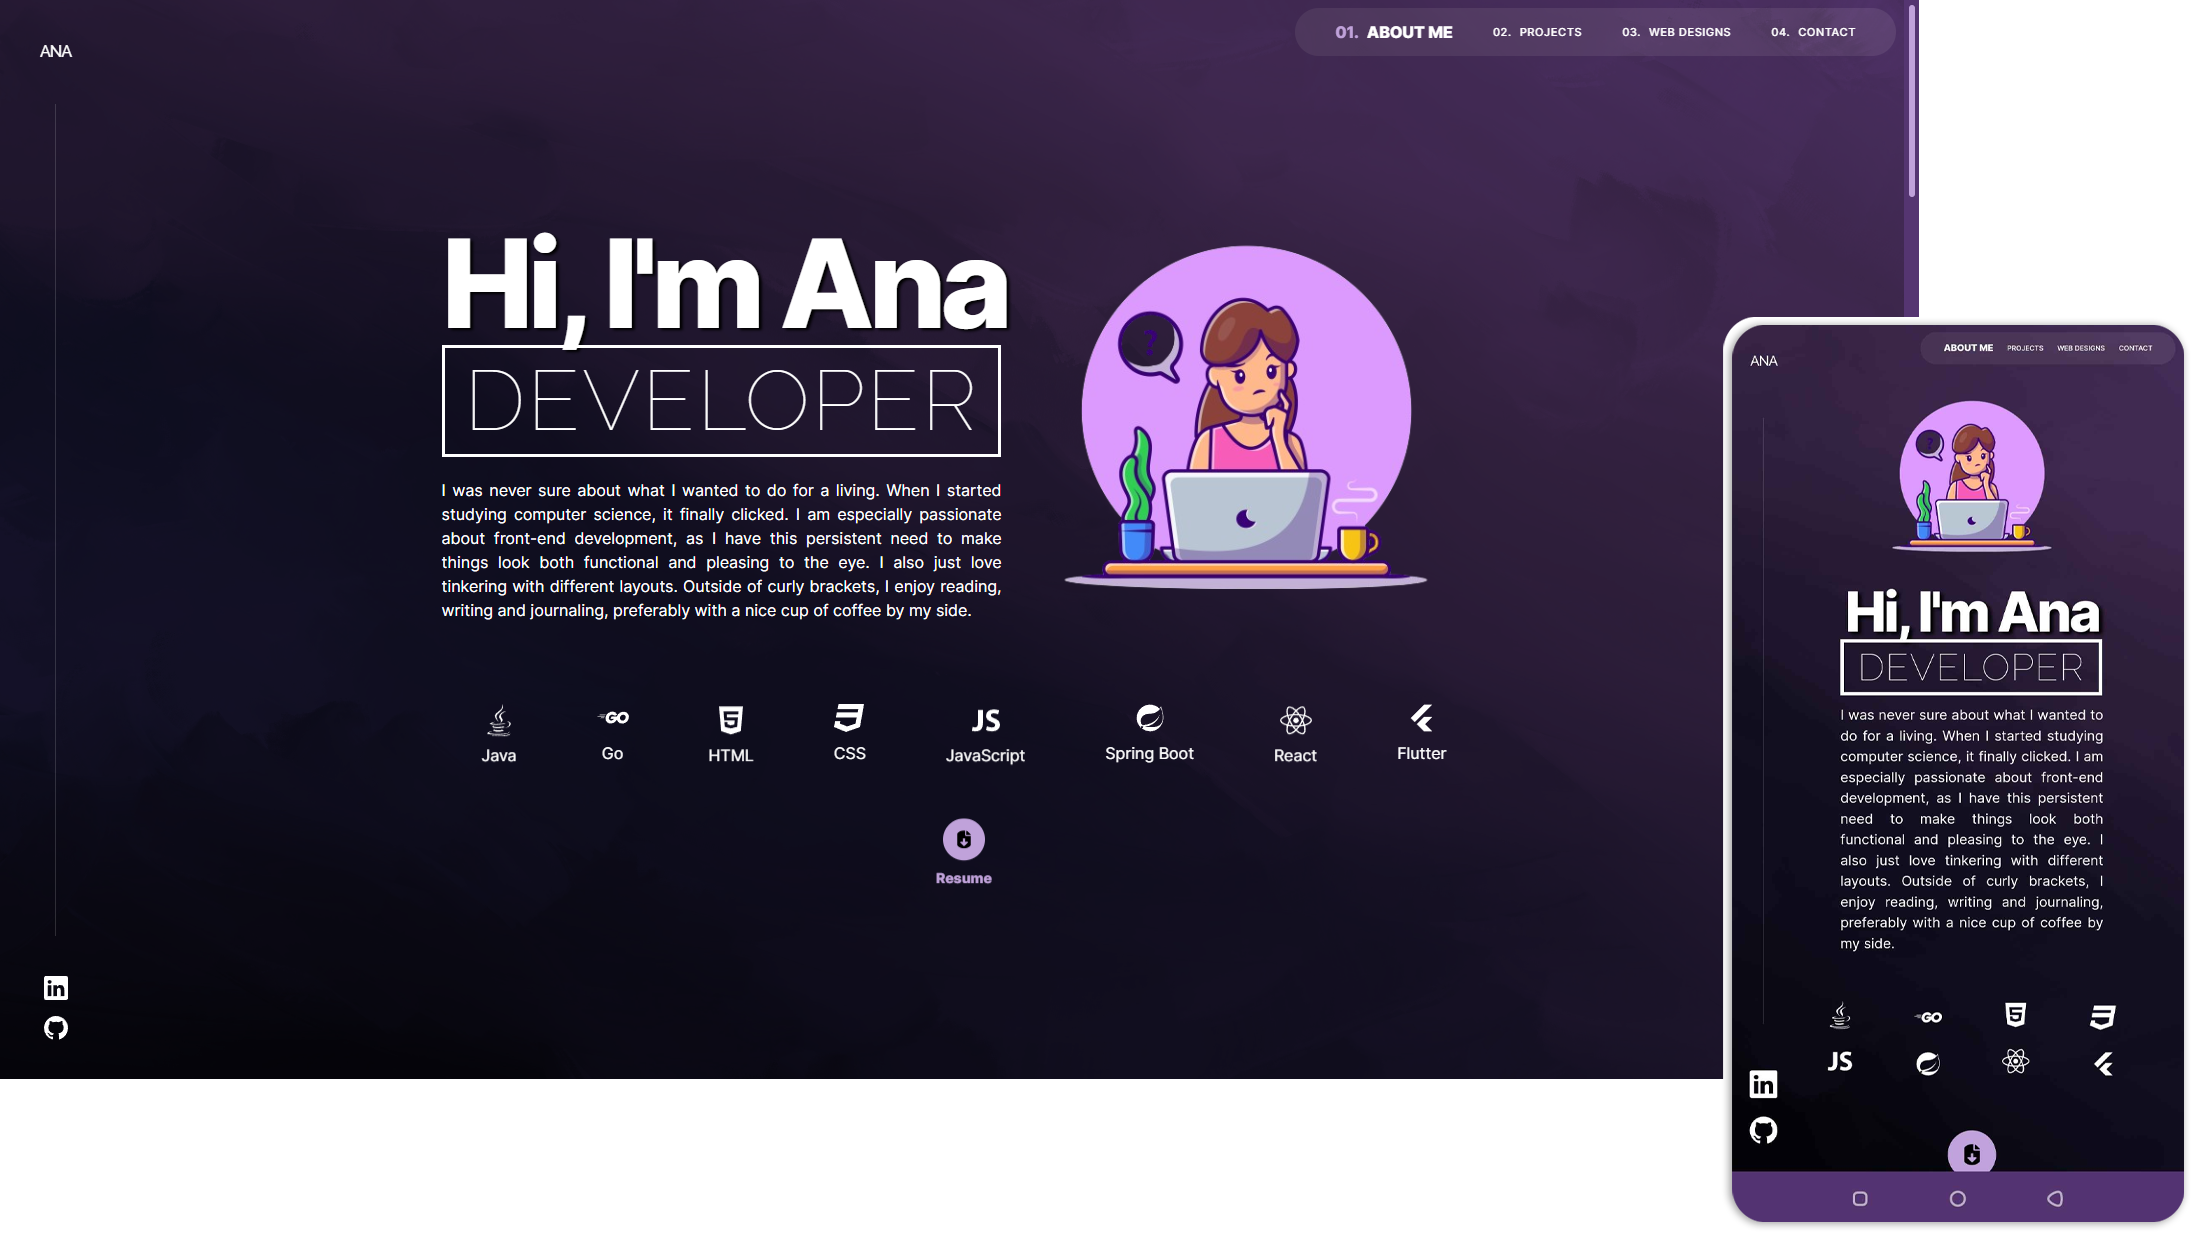 ANA
01. ABOUT ME 02. PROJECTS 03. WEB DESIGNS 04. CONTACT
Hi, I'm Ana
DEVELOPER
I was never sure about what I wanted to do for a living. When I started
studying computer science, it finally clicked. I am especially passionate
about front-end development, as I have this persistent need to make
things look both functional and pleasing to the eye. I also just love
tinkering with different layouts. Outside of curly brackets, I enjoy reading,
writing and journaling, preferably with a nice cup of coffee by my side.
?
GO
5
JS
Java Go HTML CSS JavaScript Spring Boot React Flutter
Resume
in
ANA
ABOUT ME PROJECTS WEB DESIGNS CONTACT
?
Hi, I'm Ana
DEVELOPER
I was never sure about what I wanted to
do for a living. When I started studying
computer science, it finally clicked. I am
especially passionate about front-end
development, as I have this persistent
need to make things look both
functional and pleasing to the eye. I
also just love tinkering with different
layouts. Outside of curly brackets, I
enjoy reading, writing and journaling,
preferably with a nice cup of coffee by
my side.
GO
5
JS
in